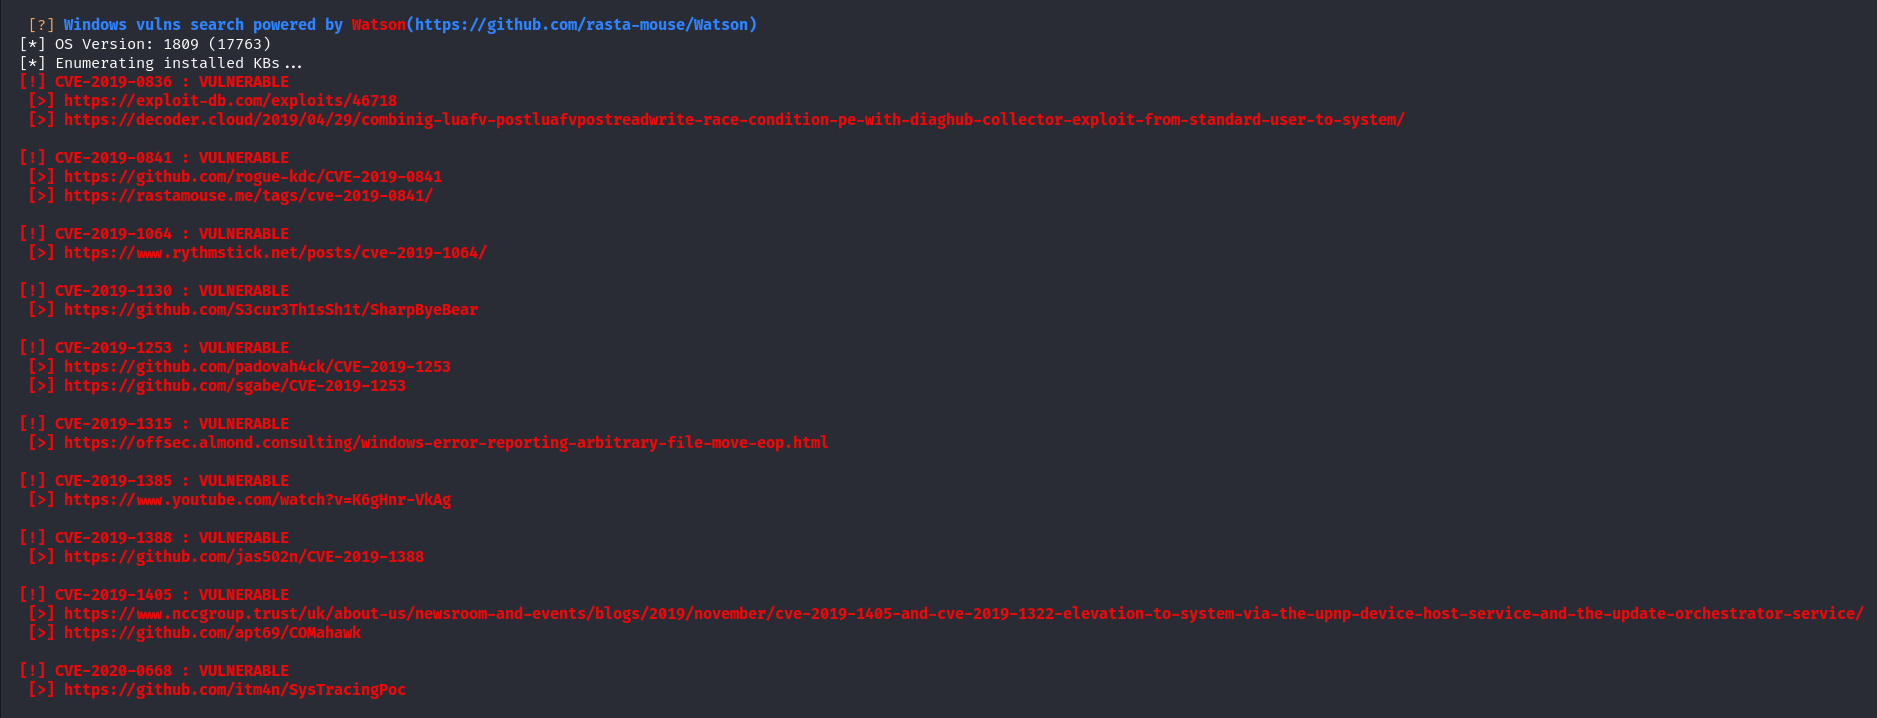 [?] Windows vulns search powered by Watson(https://github.com/rasta-mouse/Watson)
[*] OS Version: 1809 (17763)
[*] Enumerating installed KBs...
[!] CVE-2019-0836 : VULNERABLE
[>] https://exploit-db.com/exploits/46718
[>] https://decoder.cloud/2019/04/29/combinig-luafv-postluafvpostreadwrite-race-condition-pe-with-diaghub-collector-exploit-from-standard-user-to-system/
[!] CVE-2019-0841 : VULNERABLE
[>] https://github.com/rogue-kdc/CVE-2019-0841
[>] https://rastamouse.me/tags/cve-2019-0841/
[!] CVE-2019-1064 : VULNERABLE
[>] https://www.rythmstick.net/posts/cve-2019-1064/
[!] CVE-2019-1130 : VULNERABLE
[>] https://github.com/S3cur3Th1sSh1t/SharpByeBear
[!] CVE-2019-1253 : VULNERABLE
[>] https://github.com/padovah4ck/CVE-2019-1253
[>] https://github.com/sgabe/CVE-2019-1253
[!] CVE-2019-1315 : VULNERABLE
[>] https://offsec.almond.consulting/windows-error-reporting-arbitrary-file-move-eop.html
[!] CVE-2019-1385 : VULNERABLE
[>] https://www.youtube.com/watch?v=K6gHnr-VkAg
[!] CVE-2019-1388 : VULNERABLE
[>] https://github.com/jas502n/CVE-2019-1388
[!] CVE-2019-1405 : VULNERABLE
[>] https://www.nccgroup.trust/uk/about-us/newsroom-and-events/blogs/2019/november/cve-2019-1405-and-cve-2019-1322-elevation-to-system-via-the-upnp-device-host-service-and-the-update-orchestrator-service/
[>] https://github.com/apt69/COMahawk
[!] CVE-2020-0668 : VULNERABLE
[>] https://github.com/itm4n/SysTracingPoc